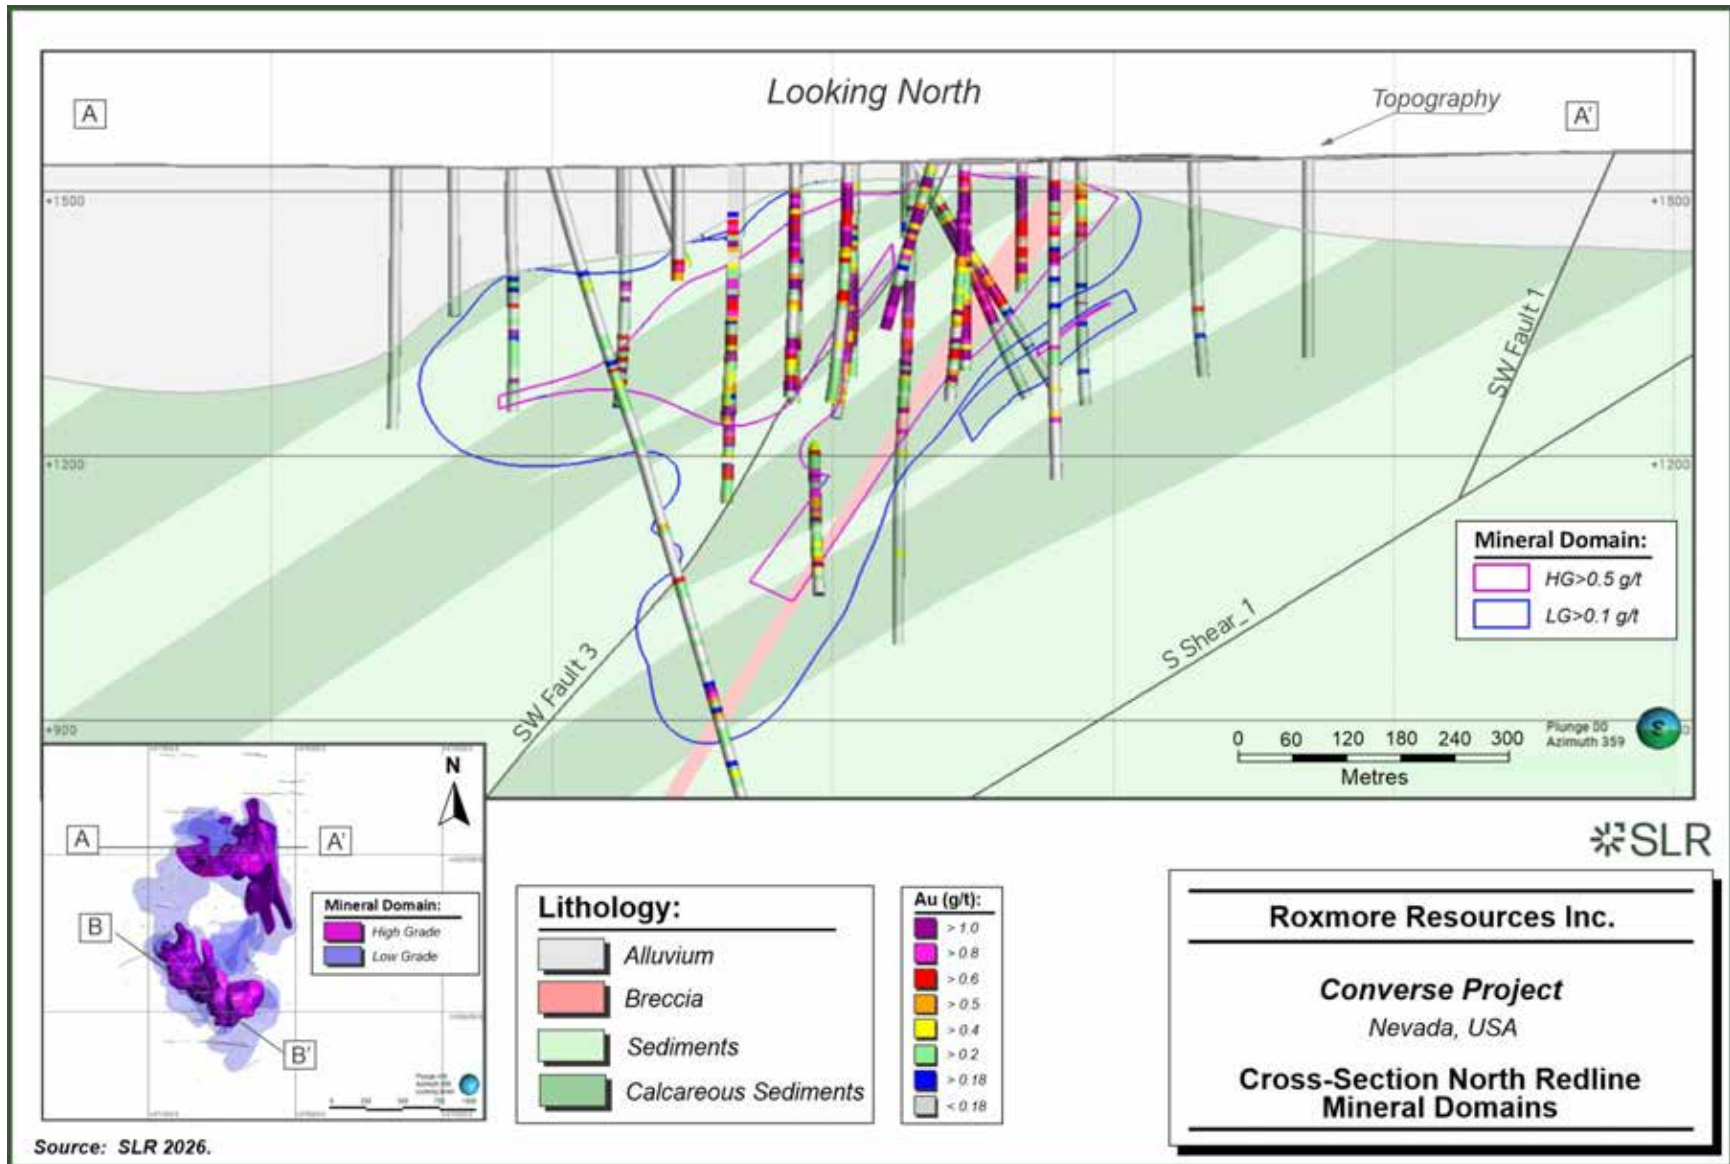 Looking North
A
Topography
A'
+1500
+1500
SW Fault 1
+1200
+1200
Mineral Domain:
HG>0.5 g/t
LG>0.1 g/t
S Shear_1
SW Fault 3
+900
0 60 120 180 240 300
Metres
Plunge 00
Azimuth 359
S
N
A
A'
B
B'
Mineral Domain:
High Grade
Low Grade
Lithology:
Alluvium
Breccia
Sediments
Calcareous Sediments
Au (g/t):
> 1.0
> 0.8
> 0.6
> 0.5
> 0.4
> 0.2
> 0.18
< 0.18
SLR
Roxmore Resources Inc.
Converse Project
Nevada, USA
Cross-Section North Redline
Mineral Domains
Source: SLR 2026.